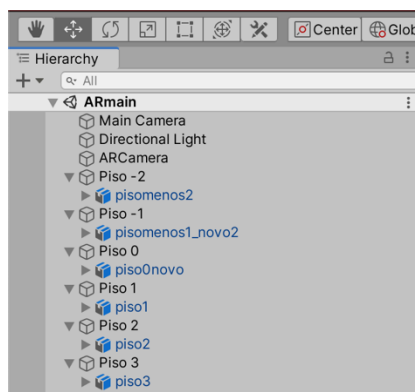 Center Glob
Hierarchy
All
ARmain
Main Camera
Directional Light
ARCamera
Piso -2
pisomenos2
Piso -1
pisomenos1_novo2
Piso 0
piso0novo
Piso 1
piso1
Piso 2
piso2
Piso 3
piso3